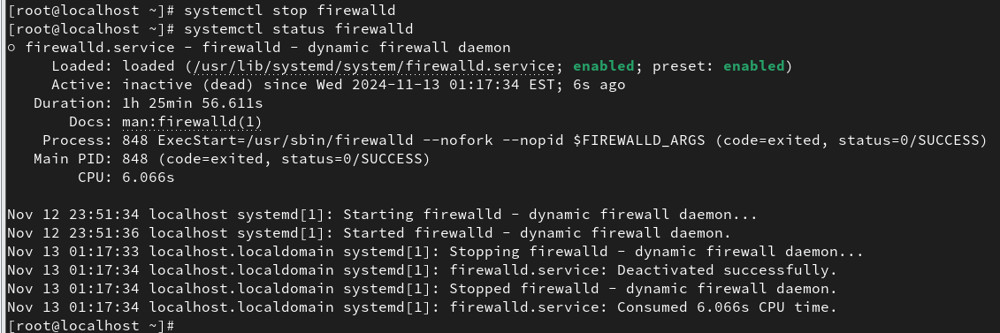 [root@localhost ~]# systemctl stop firewalld
[root@localhost ~]# systemctl status firewalld
○ firewalld.service - firewalld - dynamic firewall daemon
     Loaded: loaded (/usr/lib/systemd/system/firewalld.service; enabled; preset: enabled)
     Active: inactive (dead) since Wed 2024-11-13 01:17:34 EST; 6s ago
   Duration: 1h 25min 56.611s
       Docs: man:firewalld(1)
    Process: 848 ExecStart=/usr/sbin/firewalld --nofork --nopid $FIREWALLD_ARGS (code=exited, status=0/SUCCESS)
   Main PID: 848 (code=exited, status=0/SUCCESS)
        CPU: 6.066s

Nov 12 23:51:34 localhost systemd[1]: Starting firewalld - dynamic firewall daemon...
Nov 12 23:51:36 localhost systemd[1]: Started firewalld - dynamic firewall daemon.
Nov 13 01:17:33 localhost.localdomain systemd[1]: Stopping firewalld - dynamic firewall daemon...
Nov 13 01:17:34 localhost.localdomain systemd[1]: firewalld.service: Deactivated successfully.
Nov 13 01:17:34 localhost.localdomain systemd[1]: Stopped firewalld - dynamic firewall daemon.
Nov 13 01:17:34 localhost.localdomain systemd[1]: firewalld.service: Consumed 6.066s CPU time.
[root@localhost ~]#